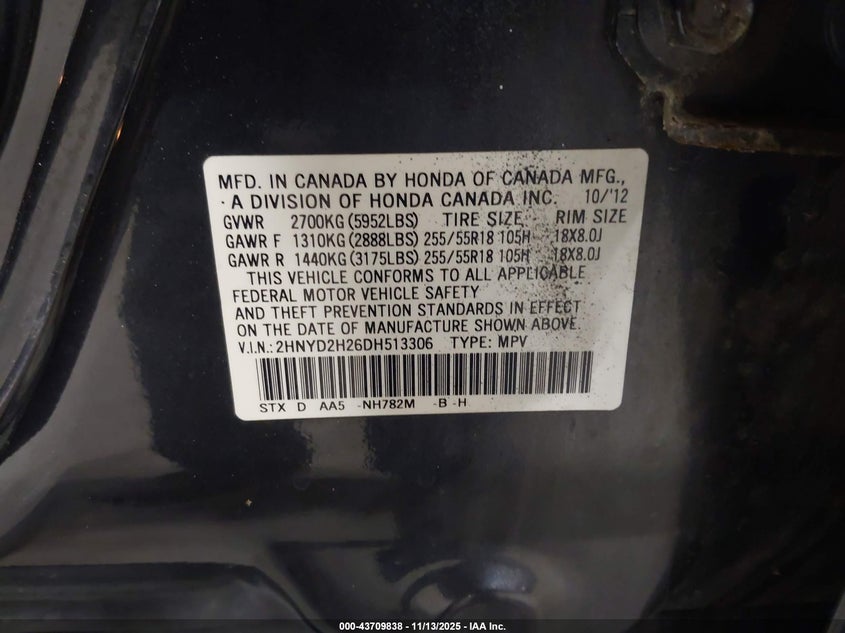 MFD. IN CANADA BY HONDA OF CANADA MFG.,
A DIVISION OF HONDA CANADA INC. 10/'12
GVWR 2700KG (5952LBS) TIRE SIZE RIM SIZE
GAWR F 1310KG (2888LBS) 255/55R18 105H 18X8.0J
GAWR R 1440KG (3175LBS) 255/55R18 105H 18X8.0J
THIS VEHICLE CONFORMS TO ALL APPLICABLE
FEDERAL MOTOR VEHICLE SAFETY
AND THEFT PREVENTION STANDARDS IN EFFECT
ON THE DATE OF MANUFACTURE SHOWN ABOVE.
V.I.N.: 2HNYD2H26DH513306 TYPE: MPV
STX D AA5 -NH782M -B -H
000-43709838 - 11/13/2025 - IAA Inc.